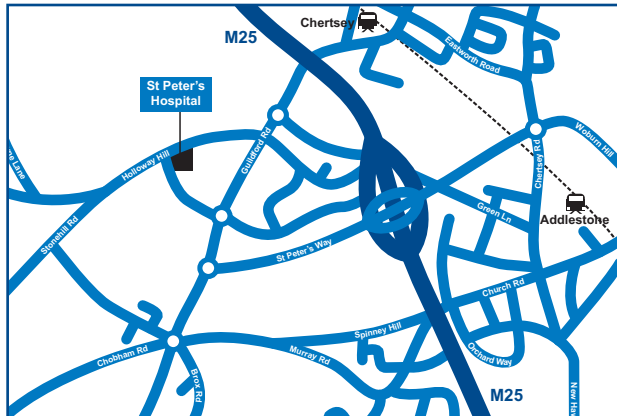 Chertsey
M25
Eastworth Road
St Peter's
Hospital
Guildford Rd
Woburn Hill
Chertsey Rd
Holloway Hill
ne Lane
Green Ln
Addlestone
Stonehill Rd
St Peter's Way
Church Rd
Spinney Hill
Orchard Way
Murray Rd
Chobham Rd
Brox Rd
M25
New Ha